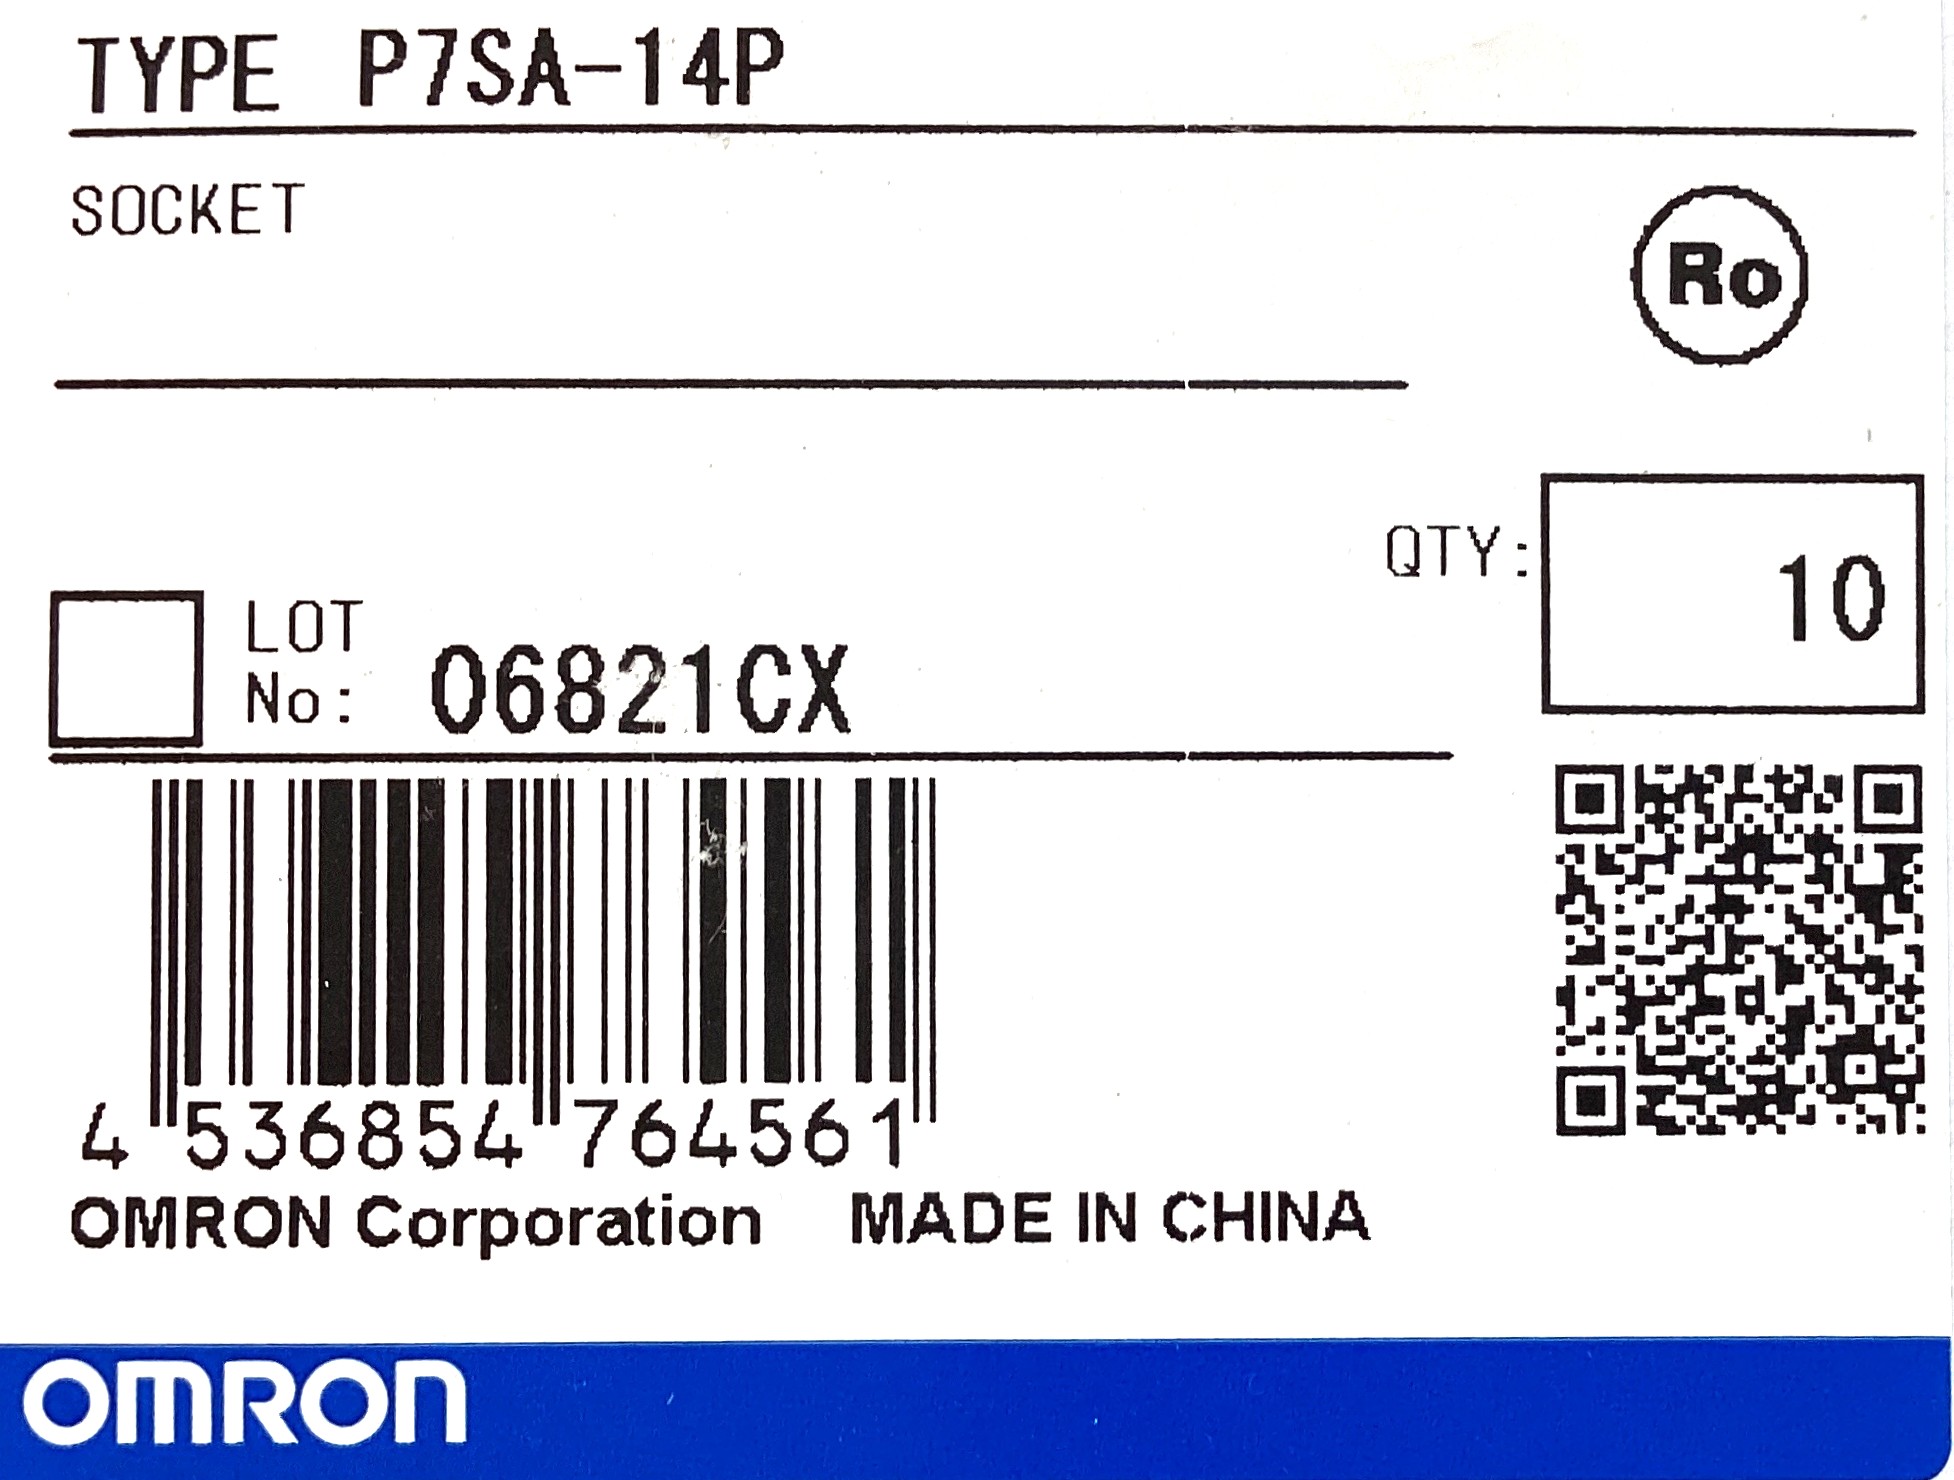 TYPE P7SA-14P
SOCKET
Ro
QTY: 10
LOT No: 06821CX
4 536854 764561
OMRON Corporation MADE IN CHINA
OMRON